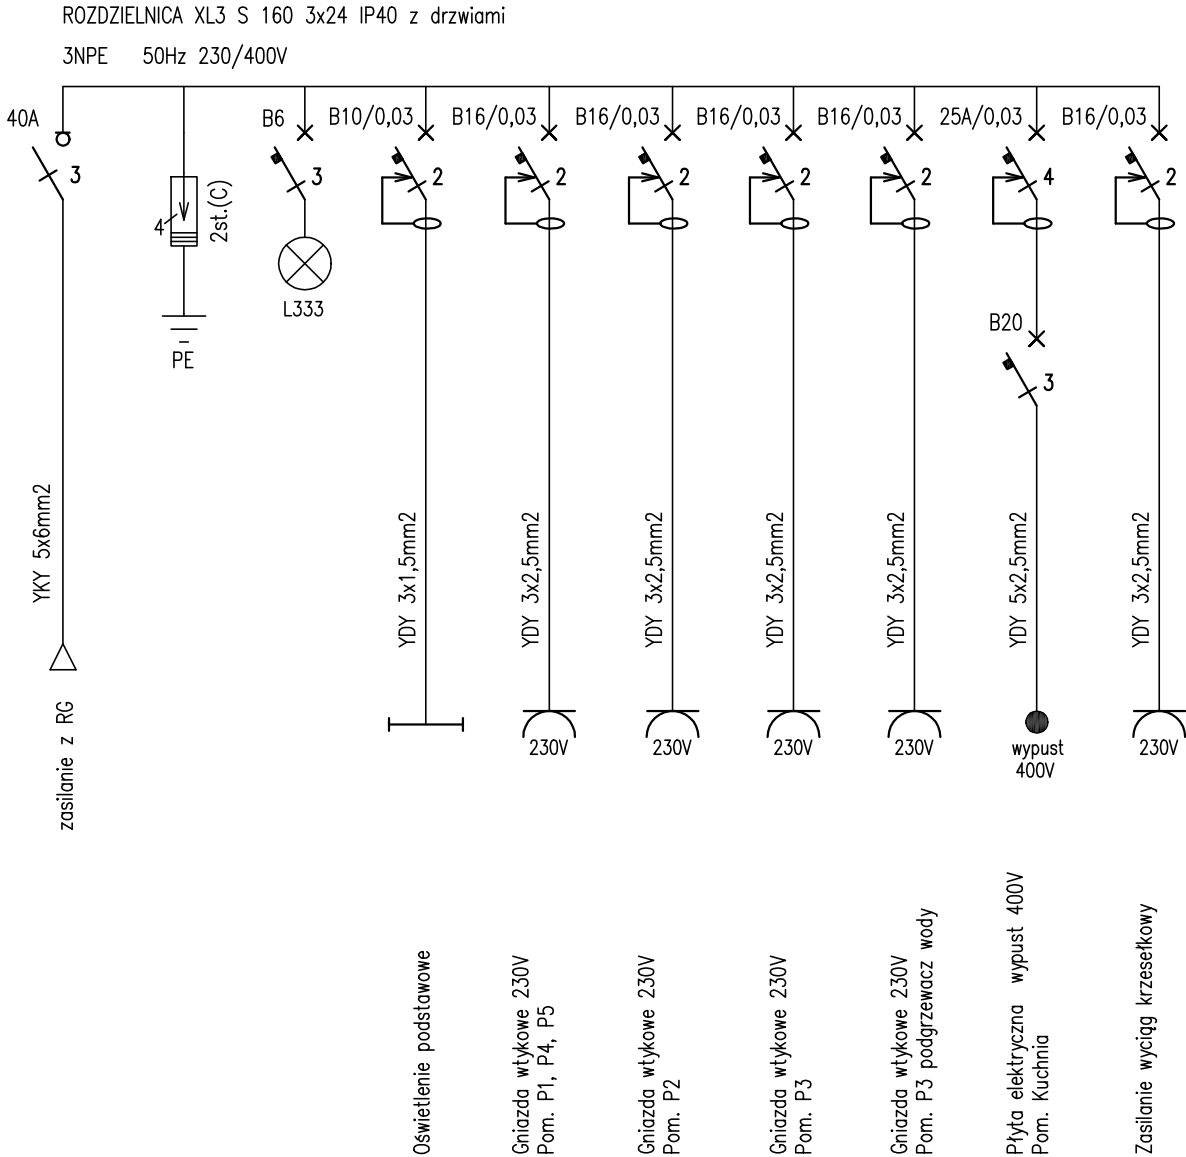 ROZDZIELNICA XL3 S 160 3x24 IP40 z drzwiami
3NPE 50Hz 230/400V
40A
3
YKY 5x6mm2
zasilanie z RG
4
2st.(C)
PE
B6
3
L333
B10/0,03
2
YDY 3x1,5mm2
Oświetlenie podstawowe
B16/0,03
2
YDY 3x2,5mm2
230V
Gniazda wtykowe 230V
Pom. P1, P4, P5
B16/0,03
2
YDY 3x2,5mm2
230V
Gniazda wtykowe 230V
Pom. P2
B16/0,03
2
YDY 3x2,5mm2
230V
Gniazda wtykowe 230V
Pom. P3
B16/0,03
2
YDY 3x2,5mm2
230V
Gniazda wtykowe 230V
Pom. P3 podgrzewacz wody
25A/0,03
4
B20
3
YDY 5x2,5mm2
wypust
400V
Płyta elektryczna wypust 400V
Pom. Kuchnia
B16/0,03
2
YDY 3x2,5mm2
230V
Zasilanie wyciąg krzesełkowy